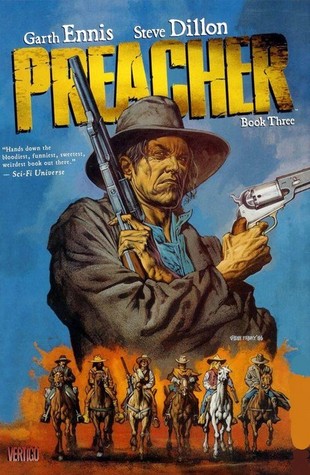 Garth Ennis Steve Dillon
PREACHER
Book Three
"Hands down the
bloodiest, funniest, sweetest,
weirdest book out there."
— Sci-Fi Universe
VERTIGO